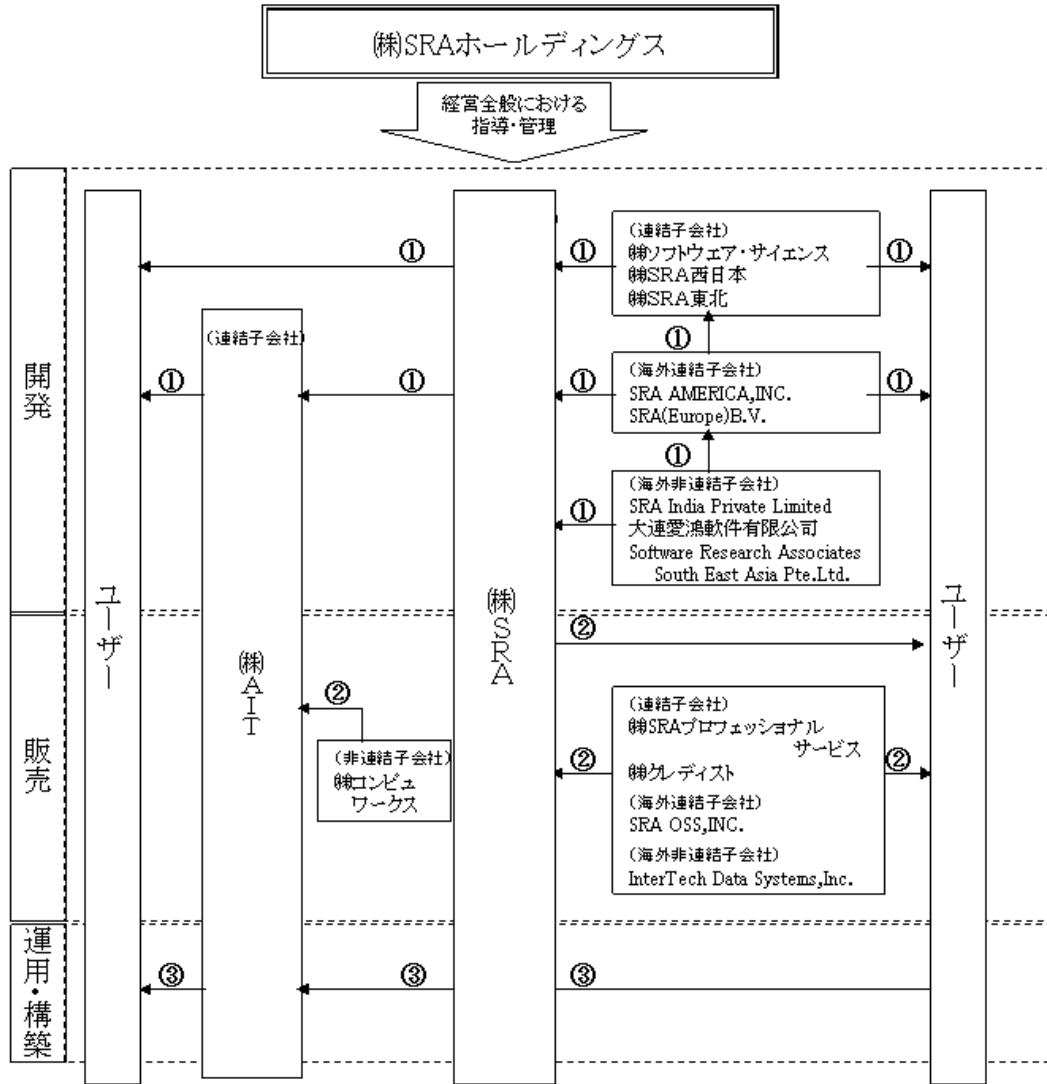 ㈱SRAホールディングス
経営全般における
指導・管理
開発
ユーザー
㈱AIT
（連結子会社）
㈱SRA
ユーザー
①
①
①
（連結子会社）
㈱ソフトウェア・サイエンス
㈱SRA西日本
㈱SRA東北
①
①
①
①
①
（海外連結子会社）
SRA AMERICA,INC.
SRA(Europe)B.V.
①
①
（海外非連結子会社）
SRA India Private Limited
大連愛鴻軟件有限公司
Software Research Associates
South East Asia Pte.Ltd.
販売
②
②
（非連結子会社）
㈱コンピュ
ワークス
②
②
（連結子会社）
㈱SRAプロフェッショナル
サービス
㈱クレディスト
（海外連結子会社）
SRA OSS,INC.
（海外非連結子会社）
InterTech Data Systems,Inc.
運用・構築
③
③
③